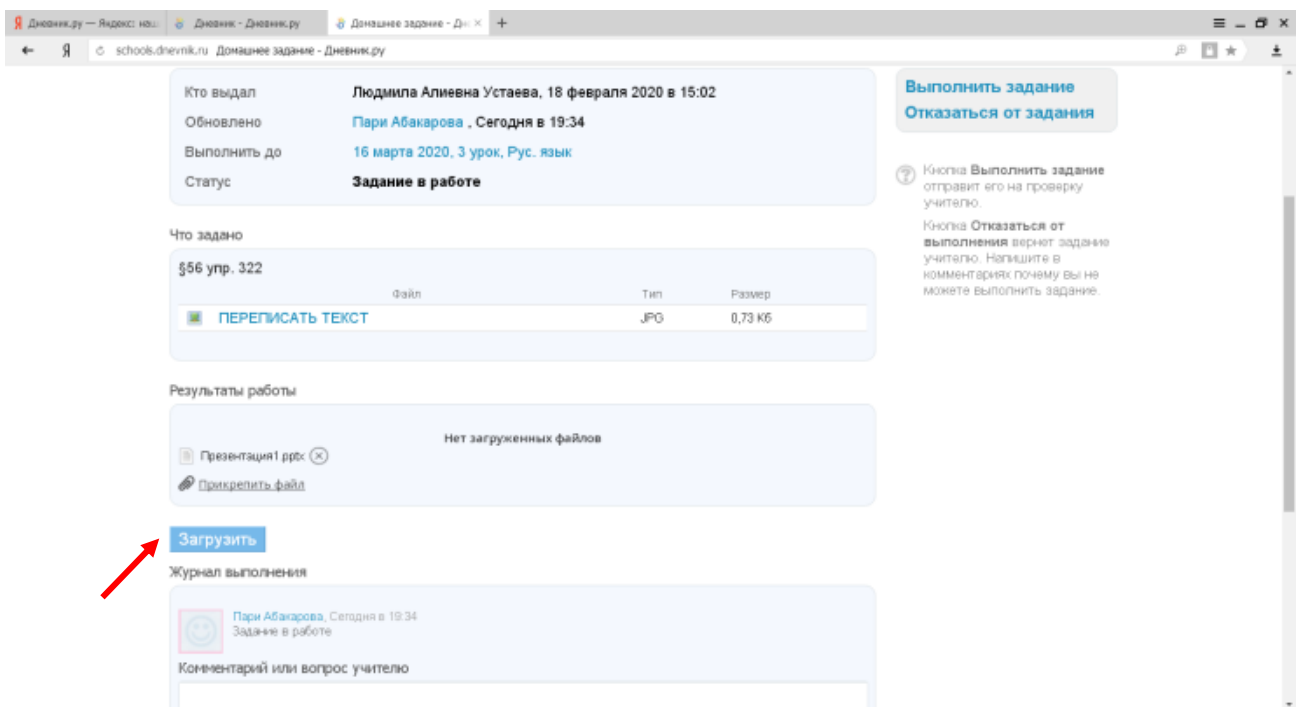 Дневник.ру — Яндекс: наш
Дневник - Дневник.ру
Домашнее задание - Дне
Я
schools.dnevnik.ru Домашнее задание - Дневник.ру
Кто выдал
Людмила Алиевна Устаева, 18 февраля 2020 в 15:02
Обновлено
Пари Абакарова , Сегодня в 19:34
Выполнить до
16 марта 2020, 3 урок, Рус. язык
Статус
Задание в работе
Выполнить задание
Отказаться от задания
Кнопка Выполнить задание
отправит его на проверку
учителю.
Кнопка Отказаться от
выполнения вернет задание
учителю. Напишите в
комментариях почему вы не
можете выполнить задание.
Что задано
§56 упр. 322
Файл Тип Размер
ПЕРЕПИСАТЬ ТЕКСТ JPG 0,73 Кб
Результаты работы
Нет загруженных файлов
Презентация1.pptx
Прикрепить файл
Загрузить
Журнал выполнения
Пари Абакарова, Сегодня в 19:34
Задание в работе
Комментарий или вопрос учителю